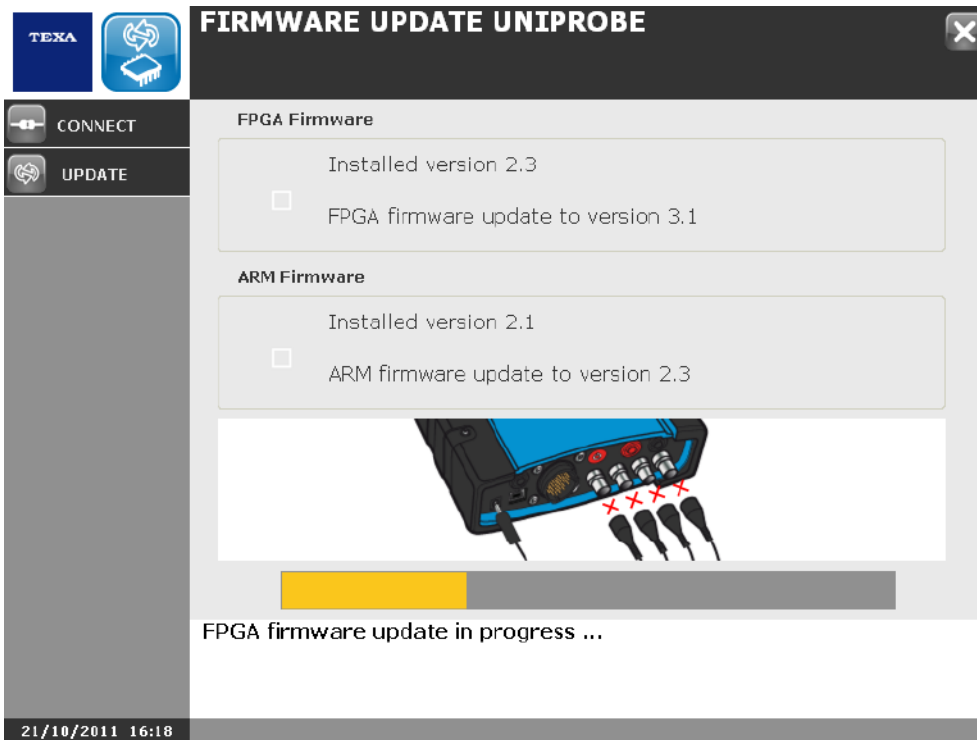 TEXA
FIRMWARE UPDATE UNIPROBE
CONNECT
UPDATE
FPGA Firmware
Installed version 2.3
FPGA firmware update to version 3.1
ARM Firmware
Installed version 2.1
ARM firmware update to version 2.3
FPGA firmware update in progress ...
21/10/2011 16:18